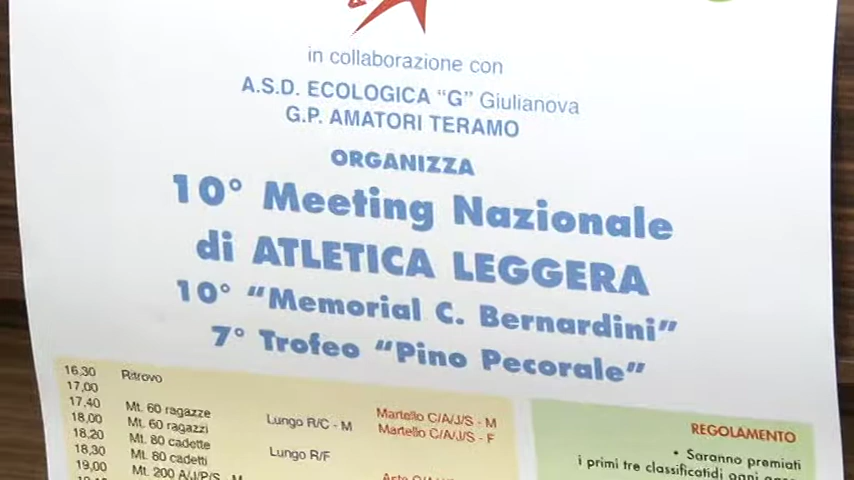 in collaborazione con
A.S.D. ECOLOGICA "G" Giulianova
G.P. AMATORI TERAMO
ORGANIZZA
10° Meeting Nazionale
di ATLETICA LEGGERA
10° "Memorial C. Bernardini"
7° Trofeo "Pino Pecorale"
16,30 Ritrovo
17,00
17,40 Mt. 60 ragazze Lungo R/C - M Martello C/A/J/S - M
18,00 Mt. 60 ragazzi Martello C/A/J/S - F
18,20 Mt. 80 cadette Lungo R/F
18,30 Mt. 80 cadetti
19,00 Mt. 200 A/J/P/S - M
REGOLAMENTO
• Saranno premiati
i primi tre classificati di ogni